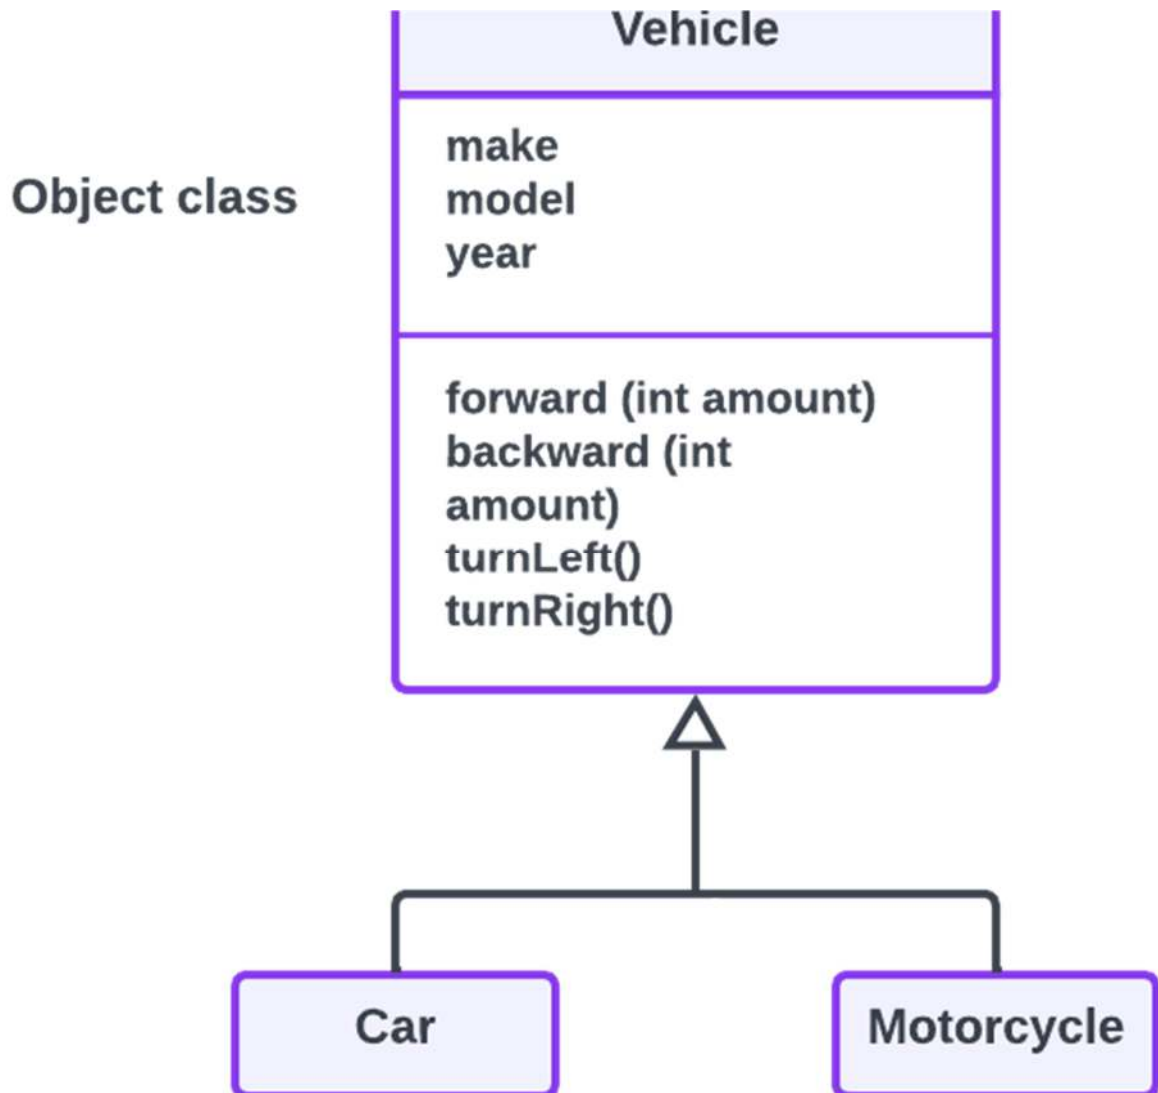 Vehicle
Object class
make
model
year
forward (int amount)
backward (int
amount)
turnLeft()
turnRight()
Car
Motorcycle